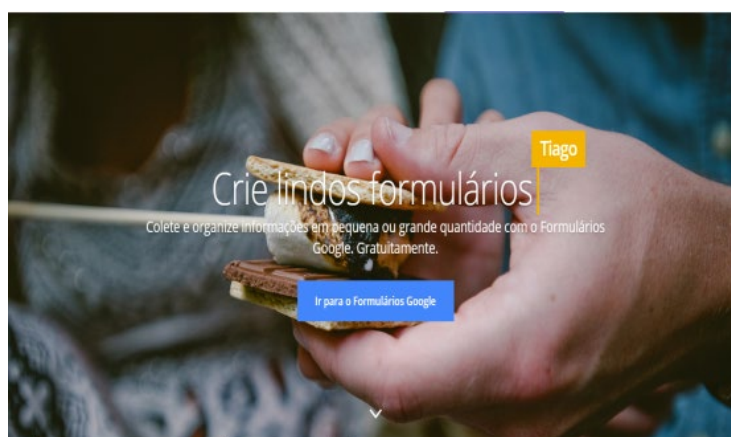 Tiago
Crie lindos formulários
Colete e organize informações em pequena ou grande quantidade com o Formulários
Google. Gratuitamente.
Ir para o Formulários Google